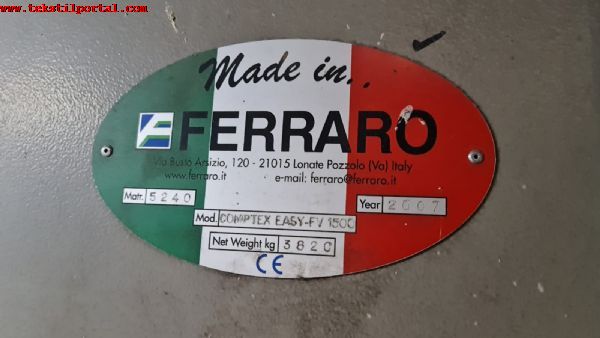 www.tekstilportal.com
Made in..
FERRARO
Via Busto Arsizio, 120 - 21015 Lonate Pozzolo (Va) Italy
www.ferraro.it e-mail: ferraro@ferraro.it
Matr. 5240 Year 2007
Mod. COMPTEX EASY-FV 1500
Net Weight kg 3820
CE